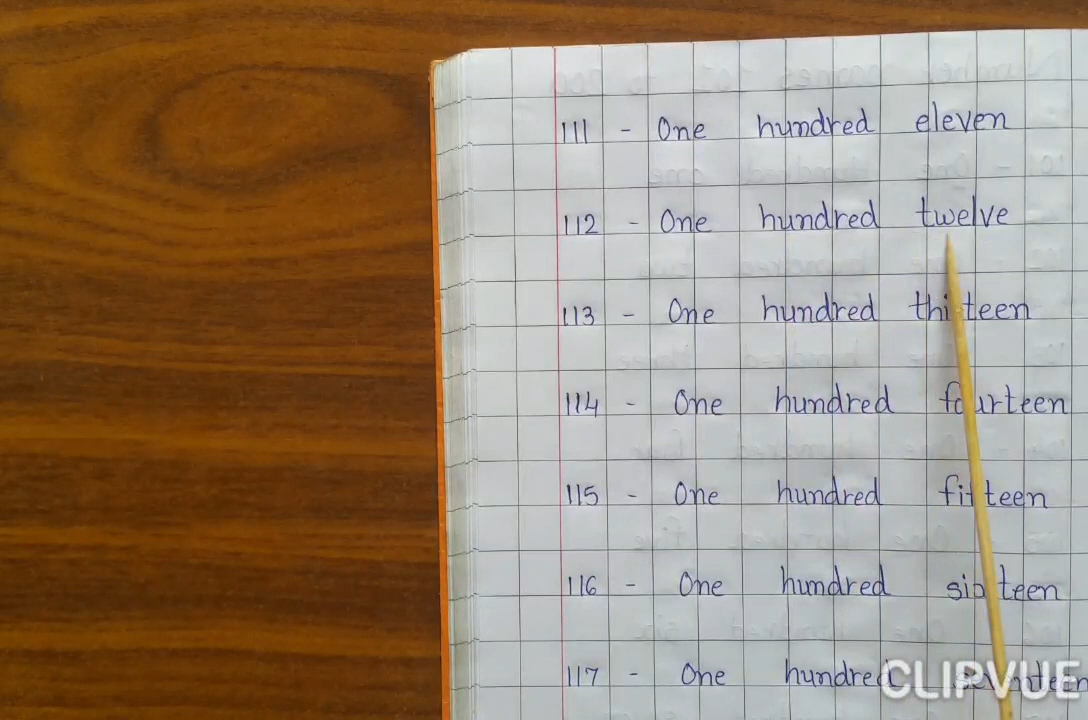 111 - One hundred eleven
112 - One hundred twelve
113 - One hundred thirteen
114 - One hundred fourteen
115 - One hundred fifteen
116 - One hundred sixteen
117 - One hundred seventeen
CLIPVUE